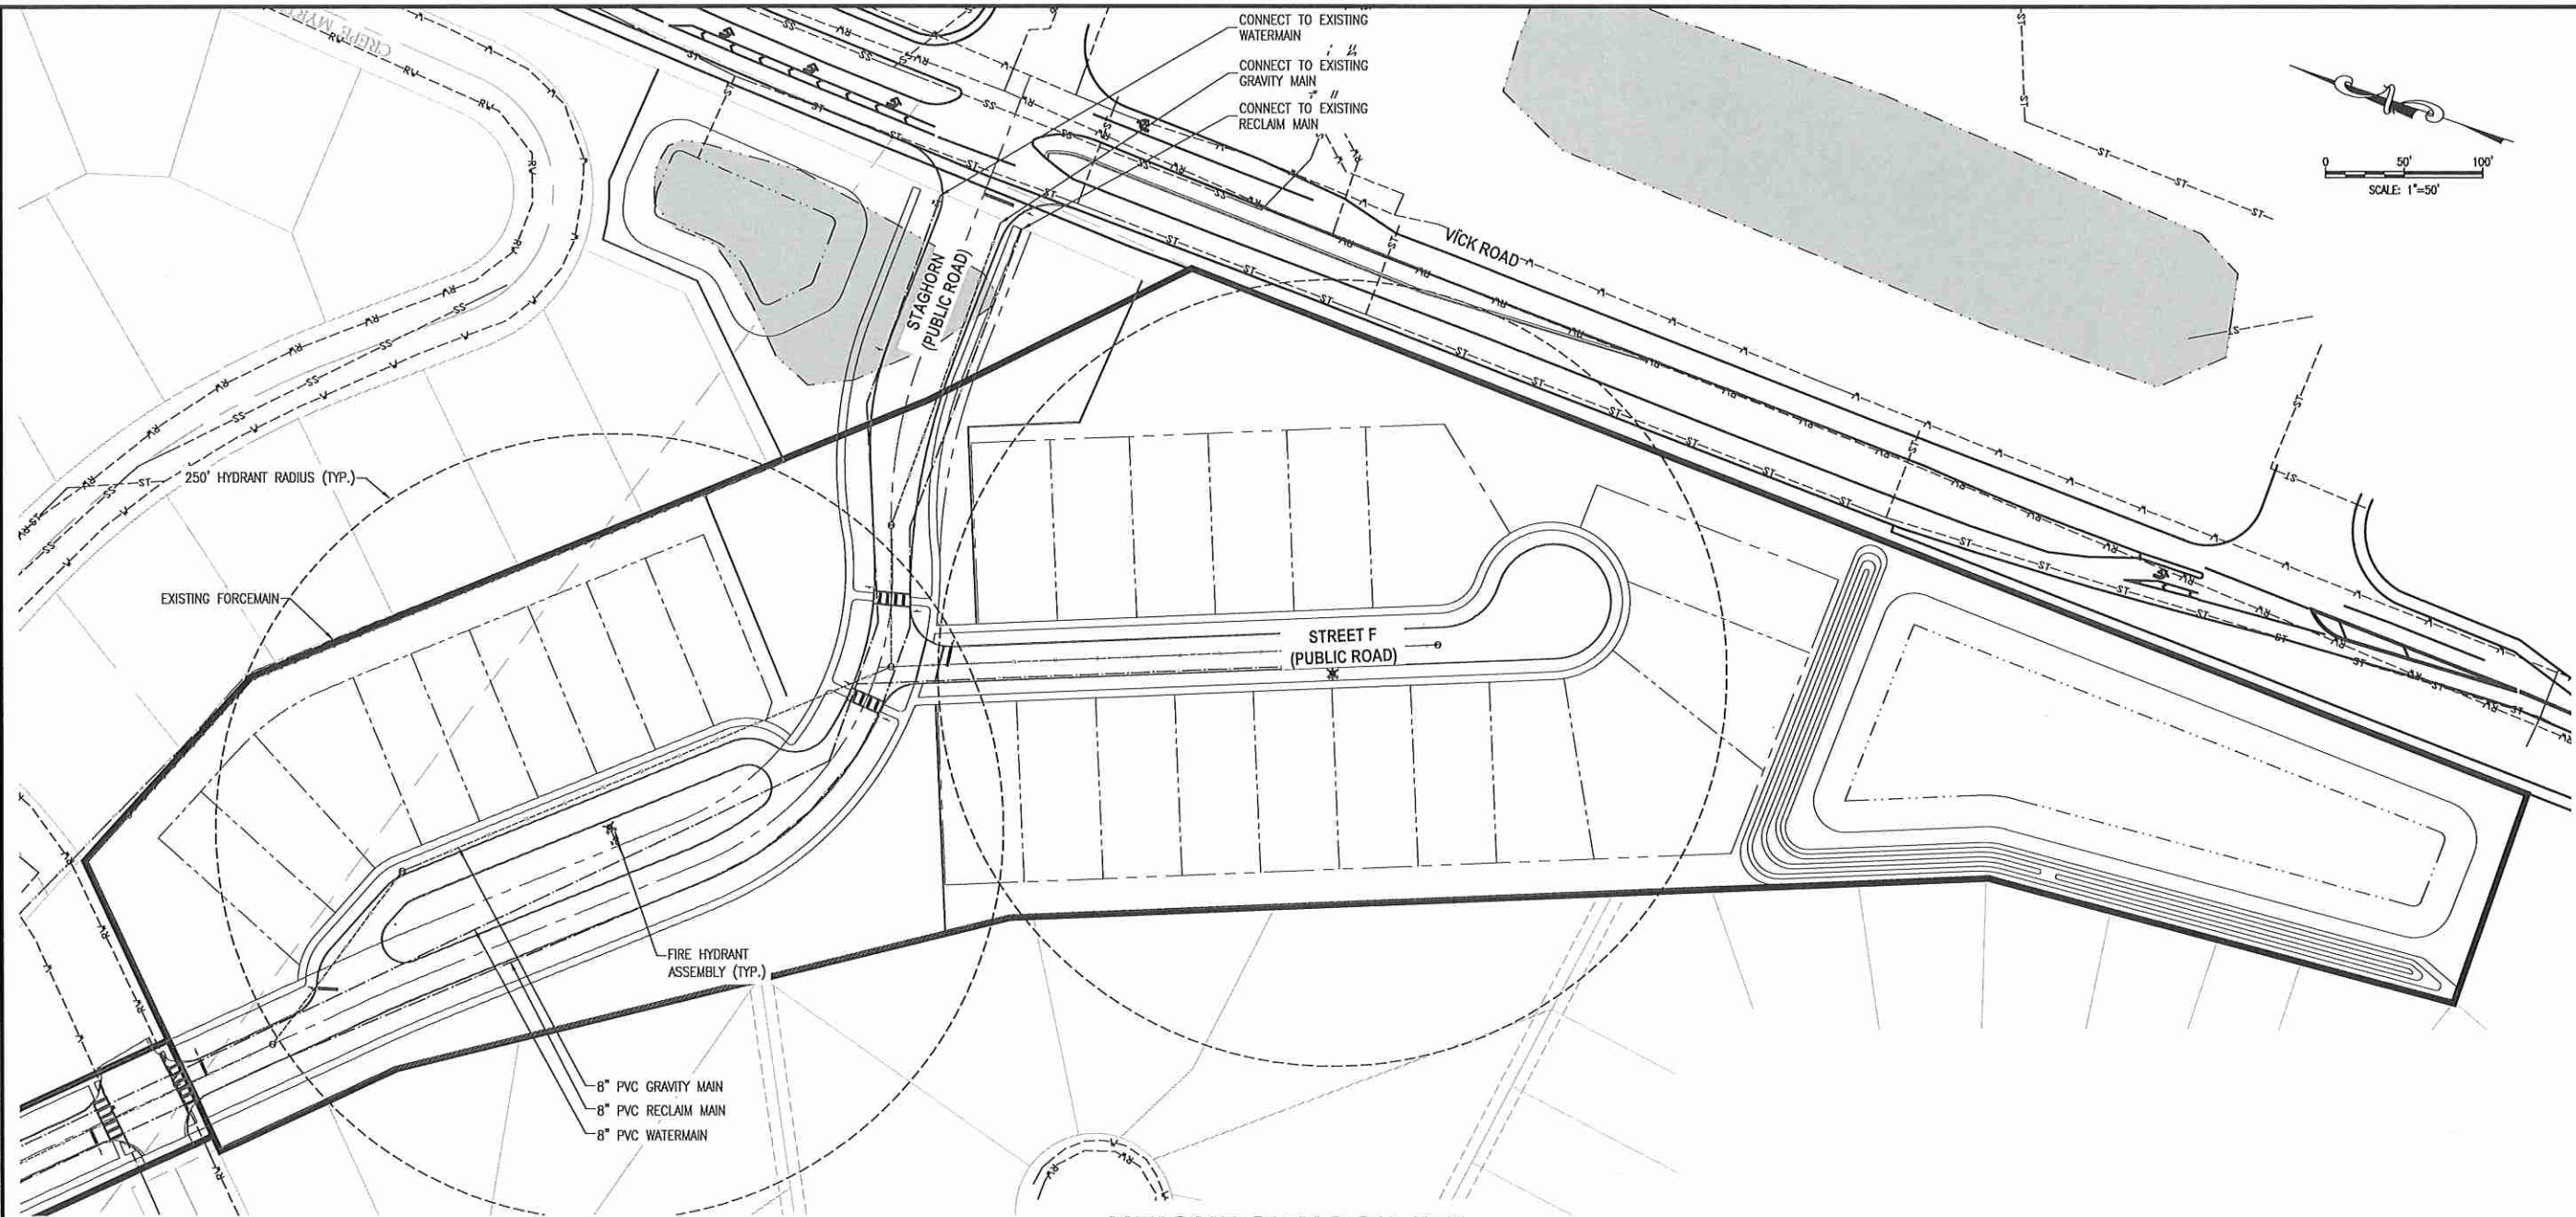 CREPE MYRT
CONNECT TO EXISTING
WATERMAIN
CONNECT TO EXISTING
GRAVITY MAIN
CONNECT TO EXISTING
RECLAIM MAIN
0 50' 100'
SCALE: 1"=50'
VICK ROAD
STAGHORN
(PUBLIC ROAD)
250' HYDRANT RADIUS (TYP.)
EXISTING FORCEMAIN
STREET F
(PUBLIC ROAD)
FIRE HYDRANT
ASSEMBLY (TYP.)
8" PVC GRAVITY MAIN
8" PVC RECLAIM MAIN
8" PVC WATERMAIN